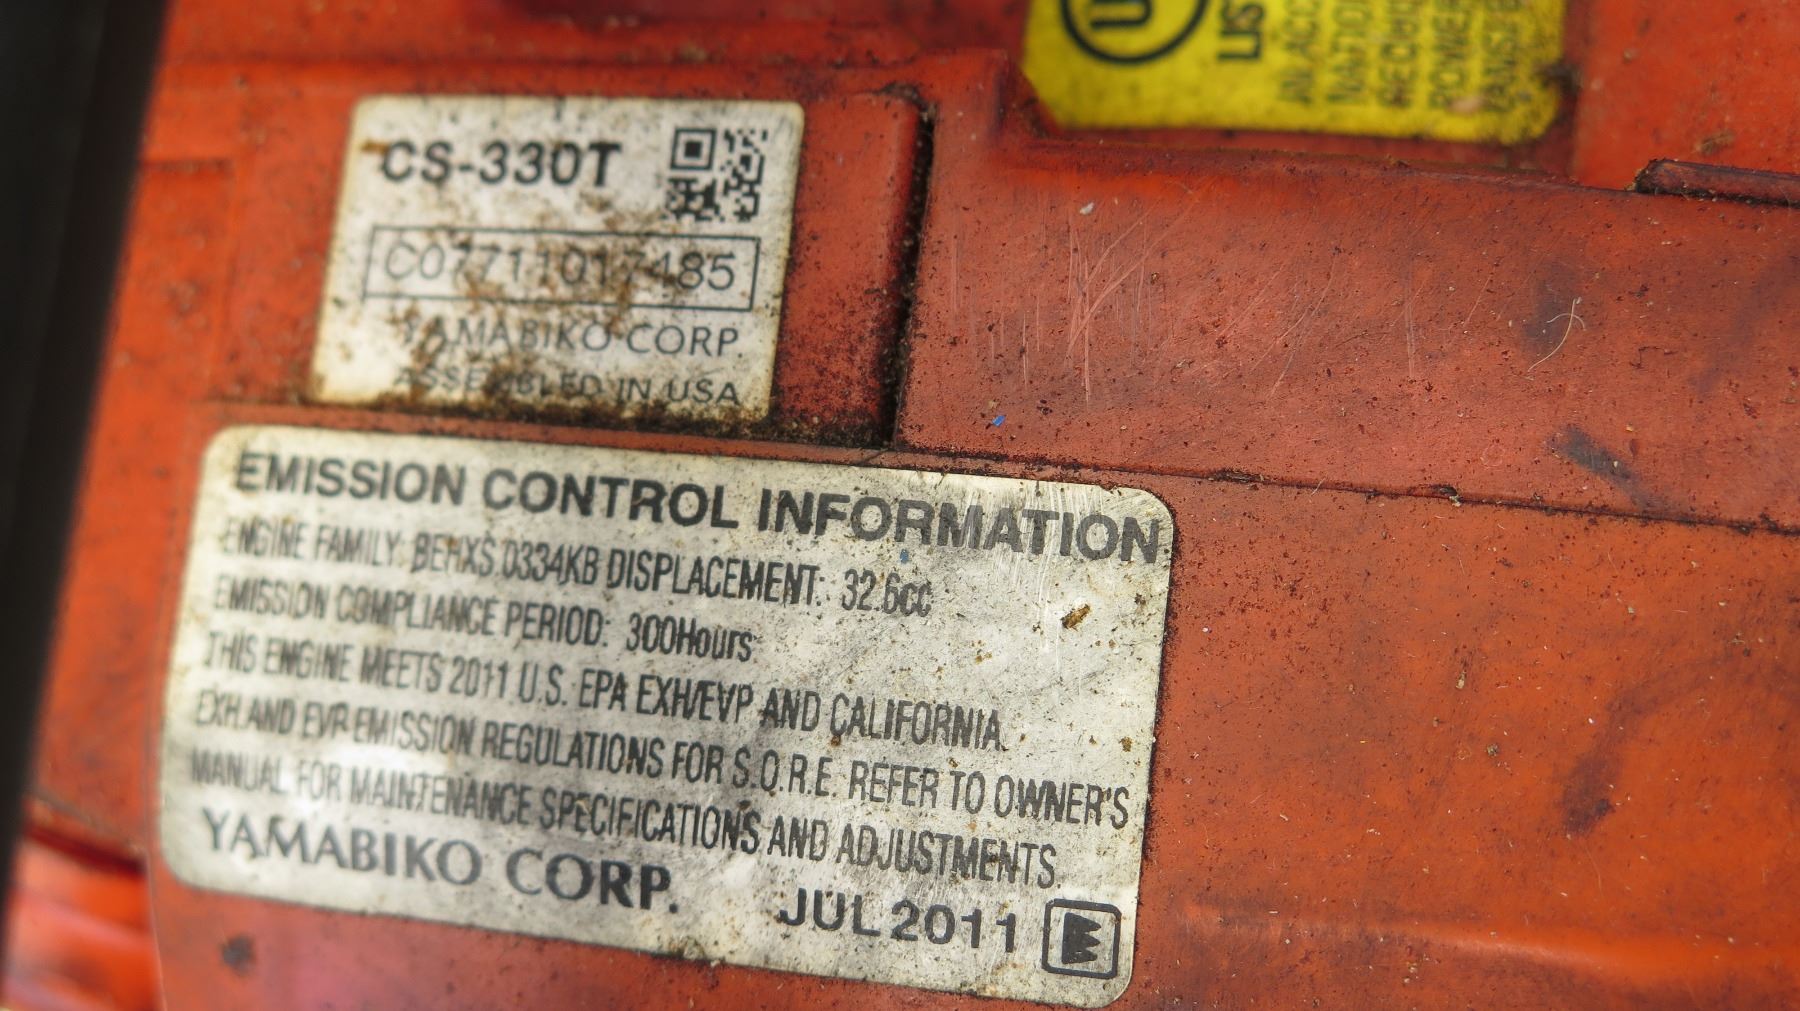 CS-330T
C07711017485
YAMABIKO CORP.
ASSEMBLED IN USA
EMISSION CONTROL INFORMATION
ENGINE FAMILY: BEHXS.0334KB DISPLACEMENT: 32.6cc
EMISSION COMPLIANCE PERIOD: 300Hours
THIS ENGINE MEETS 2011 U.S. EPA EXH/EVP AND CALIFORNIA.
EXH.AND EVP.EMISSION REGULATIONS FOR S.O.R.E. REFER TO OWNER'S
MANUAL FOR MAINTENANCE SPECIFICATIONS AND ADJUSTMENTS.
YAMABIKO CORP. JUL 2011